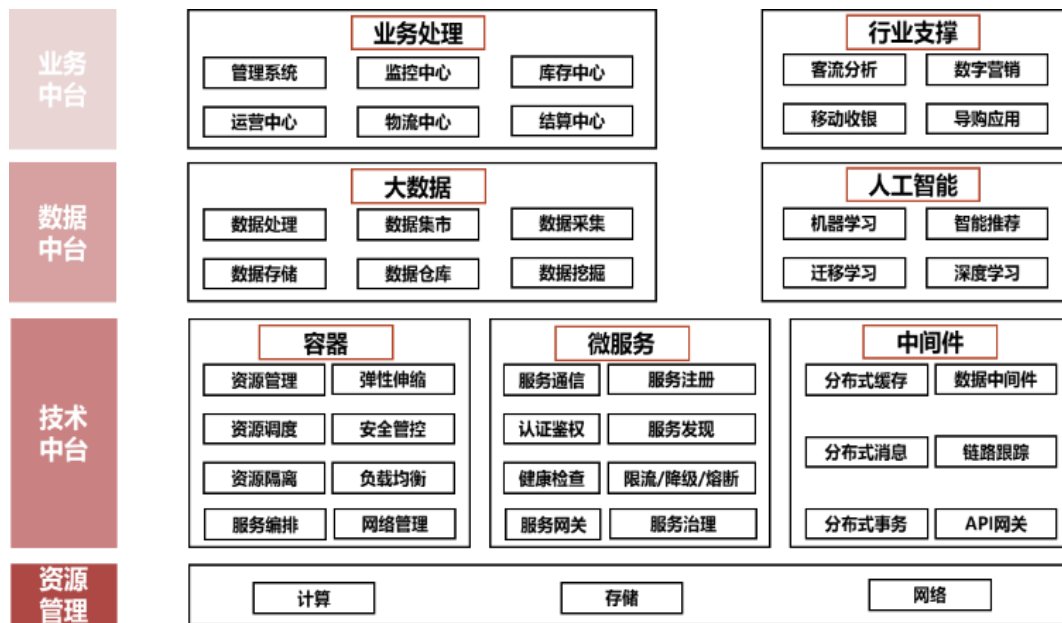 业务
中台
业务处理
管理系统
监控中心
库存中心
运营中心
物流中心
结算中心
行业支撑
客流分析
数字营销
移动收银
导购应用
数据
中台
大数据
数据处理
数据集市
数据采集
数据存储
数据仓库
数据挖掘
人工智能
机器学习
智能推荐
迁移学习
深度学习
技术
中台
容器
资源管理
弹性伸缩
资源调度
安全管控
资源隔离
负载均衡
服务编排
网络管理
微服务
服务通信
服务注册
认证鉴权
服务发现
健康检查
限流/降级/熔断
服务网关
服务治理
中间件
分布式缓存
数据中间件
分布式消息
链路跟踪
分布式事务
API网关
资源
管理
计算
存储
网络